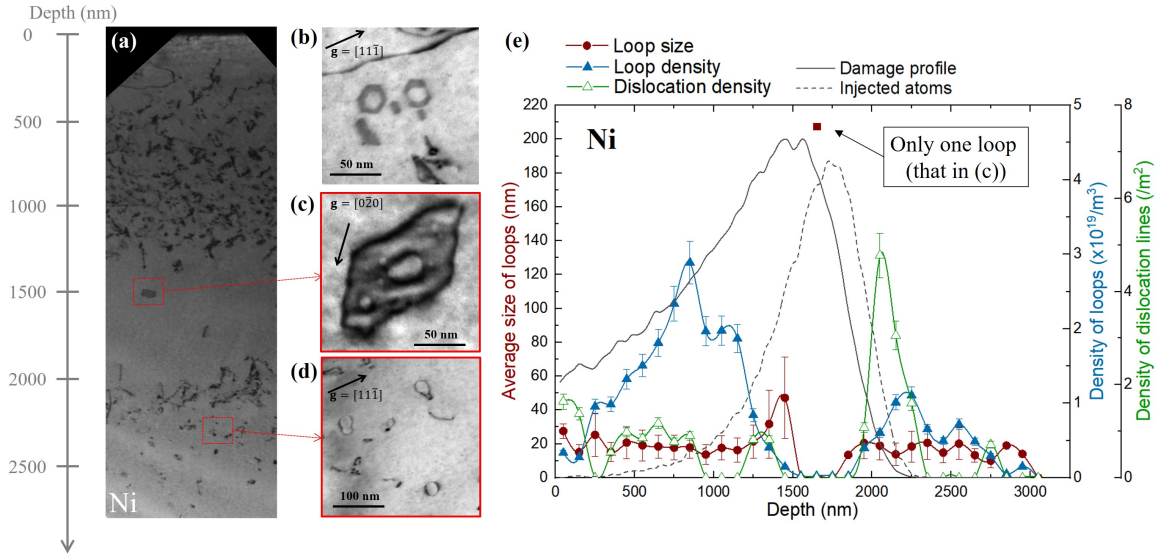 Depth (nm)
0
500
1000
1500
2000
2500
(a)
Ni
(b)
g = [111̅]
50 nm
(c)
g = [02̅0]
50 nm
(d)
g = [111̅]
100 nm
(e)
Loop size
Loop density
Dislocation density
Damage profile
Injected atoms
Ni
Only one loop
(that in (c))
Average size of loops (nm)
220
200
180
160
140
120
100
80
60
40
20
0
0 500 1000 1500 2000 2500 3000
Depth (nm)
5
4
3
2
1
0
Density of loops (x10¹⁹/m³)
8
6
4
2
0
Density of dislocation lines (/m²)